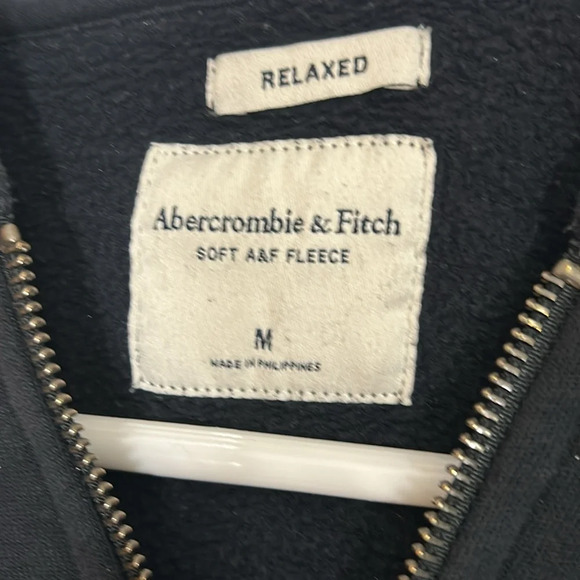 RELAXED
Abercrombie & Fitch
SOFT A&F FLEECE
M
MADE IN PHILIPPINES